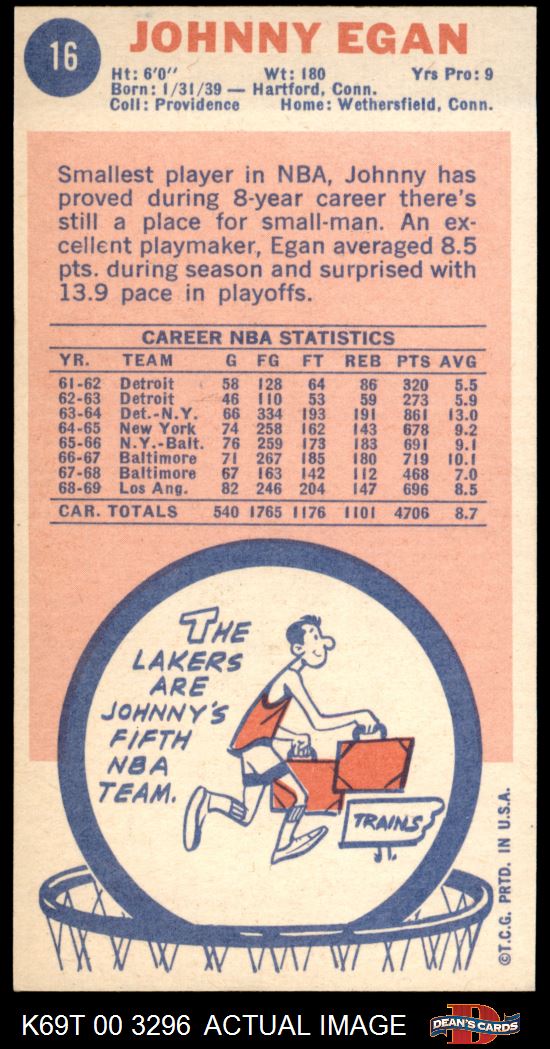 16
JOHNNY EGAN
Ht: 6'0" Wt: 180 Yrs Pro: 9
Born: 1/31/39 — Hartford, Conn.
Coll: Providence Home: Wethersfield, Conn.
Smallest player in NBA, Johnny has
proved during 8-year career there's
still a place for small-man. An ex-
cellent playmaker, Egan averaged 8.5
pts. during season and surprised with
13.9 pace in playoffs.
CAREER NBA STATISTICS
YR. TEAM G FG FT REB PTS AVG
61-62 Detroit 58 128 64 86 320 5.5
62-63 Detroit 46 110 53 59 273 5.9
63-64 Det.-N.Y. 66 334 193 191 861 13.0
64-65 New York 74 258 162 143 678 9.2
65-66 N.Y.-Balt. 76 259 173 183 691 9.1
66-67 Baltimore 71 267 185 180 719 10.1
67-68 Baltimore 67 163 142 112 468 7.0
68-69 Los Ang. 82 246 204 147 696 8.5
CAR. TOTALS 540 1765 1176 1101 4706 8.7
THE
LAKERS
ARE
JOHNNY'S
FIFTH
NBA
TEAM.
TRAINS
©T.C.G. PRTD. IN U.S.A.
K69T 00 3296 ACTUAL IMAGE
DEAN'S CARDS